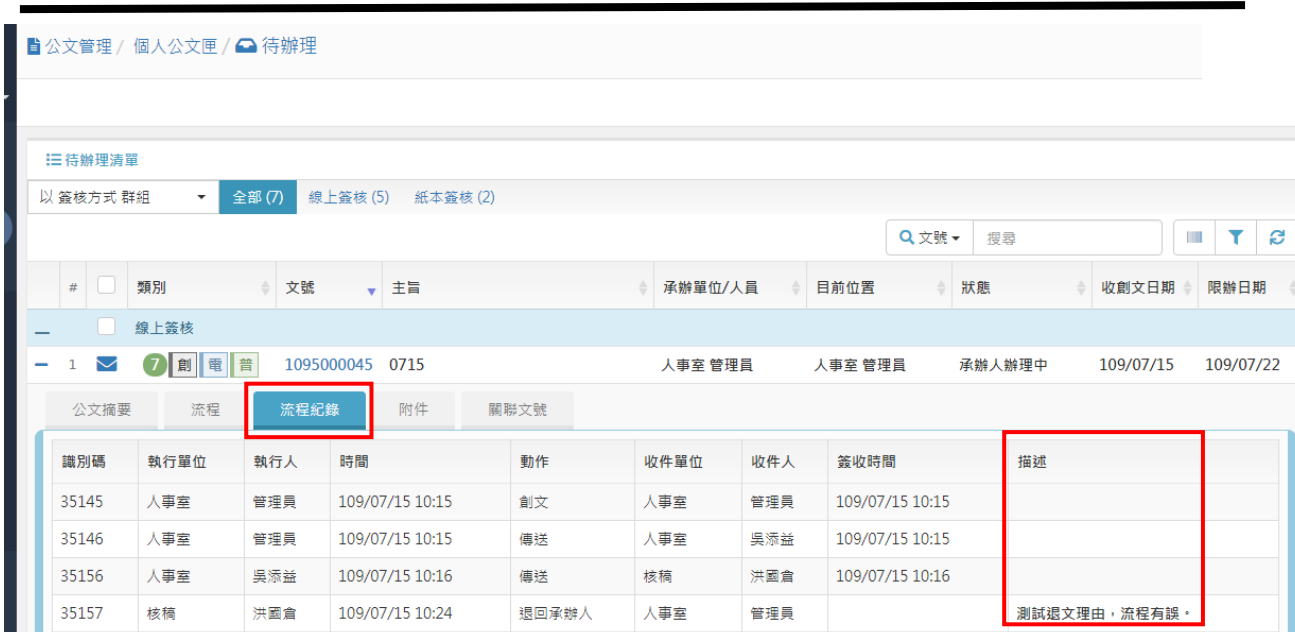 公文管理 / 個人公文匣 / 待辦理
待辦理清單
以 簽核方式 群組 全部 (7) 線上簽核 (5) 紙本簽核 (2)
文號 搜尋
# 類別 文號 主旨 承辦單位/人員 目前位置 狀態 收創文日期 限辦日期
線上簽核
1 7 創 電 普 1095000045 0715 人事室 管理員 人事室 管理員 承辦人辦理中 109/07/15 109/07/22
公文摘要 流程 流程紀錄 附件 關聯文號
識別碼 執行單位 執行人 時間 動作 收件單位 收件人 簽收時間 描述
35145 人事室 管理員 109/07/15 10:15 創文 人事室 管理員 109/07/15 10:15
35146 人事室 管理員 109/07/15 10:15 傳送 人事室 吳添益 109/07/15 10:15
35156 人事室 吳添益 109/07/15 10:16 傳送 核稿 洪國倉 109/07/15 10:16
35157 核稿 洪國倉 109/07/15 10:24 退回承辦人 人事室 管理員 測試退文理由，流程有誤。